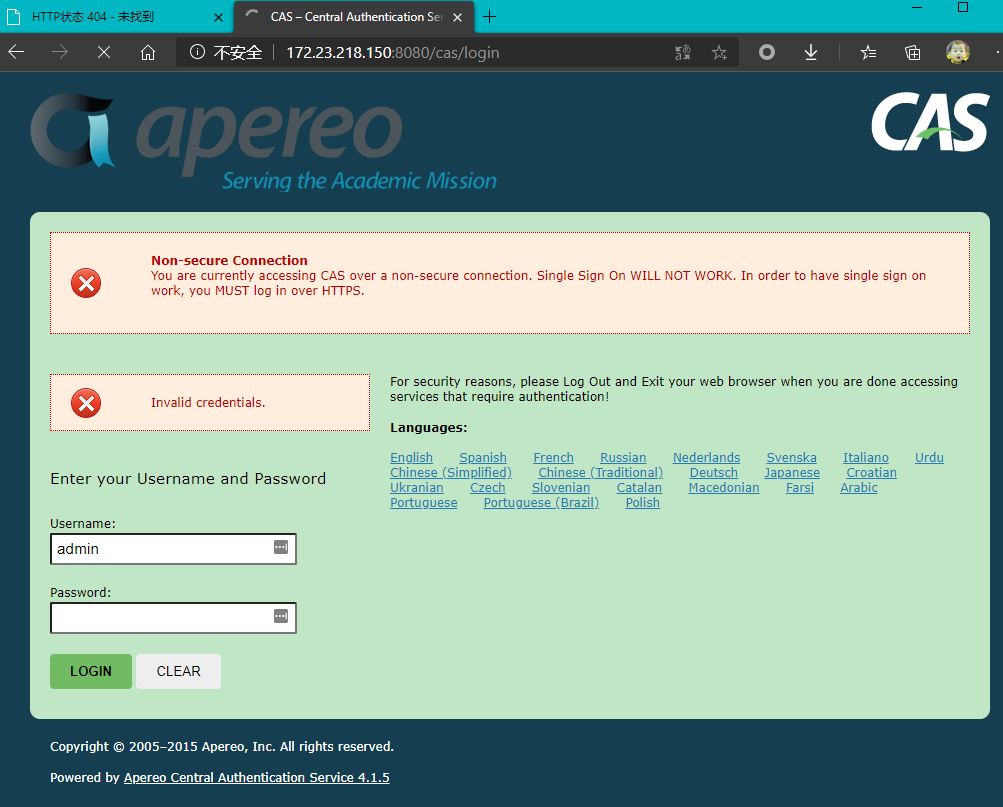 HTTP状态 404 - 未找到
CAS – Central Authentication Ser
不安全 172.23.218.150:8080/cas/login
apereo
Serving the Academic Mission
CAS
Non-secure Connection
You are currently accessing CAS over a non-secure connection. Single Sign On WILL NOT WORK. In order to have single sign on
work, you MUST log in over HTTPS.
Invalid credentials.
For security reasons, please Log Out and Exit your web browser when you are done accessing
services that require authentication!
Languages:
English Spanish French Russian Nederlands Svenska Italiano Urdu
Chinese (Simplified) Chinese (Traditional) Deutsch Japanese Croatian
Ukranian Czech Slovenian Catalan Macedonian Farsi Arabic
Portuguese Portuguese (Brazil) Polish
Enter your Username and Password
Username:
admin
Password:
LOGIN CLEAR
Copyright © 2005–2015 Apereo, Inc. All rights reserved.
Powered by Apereo Central Authentication Service 4.1.5